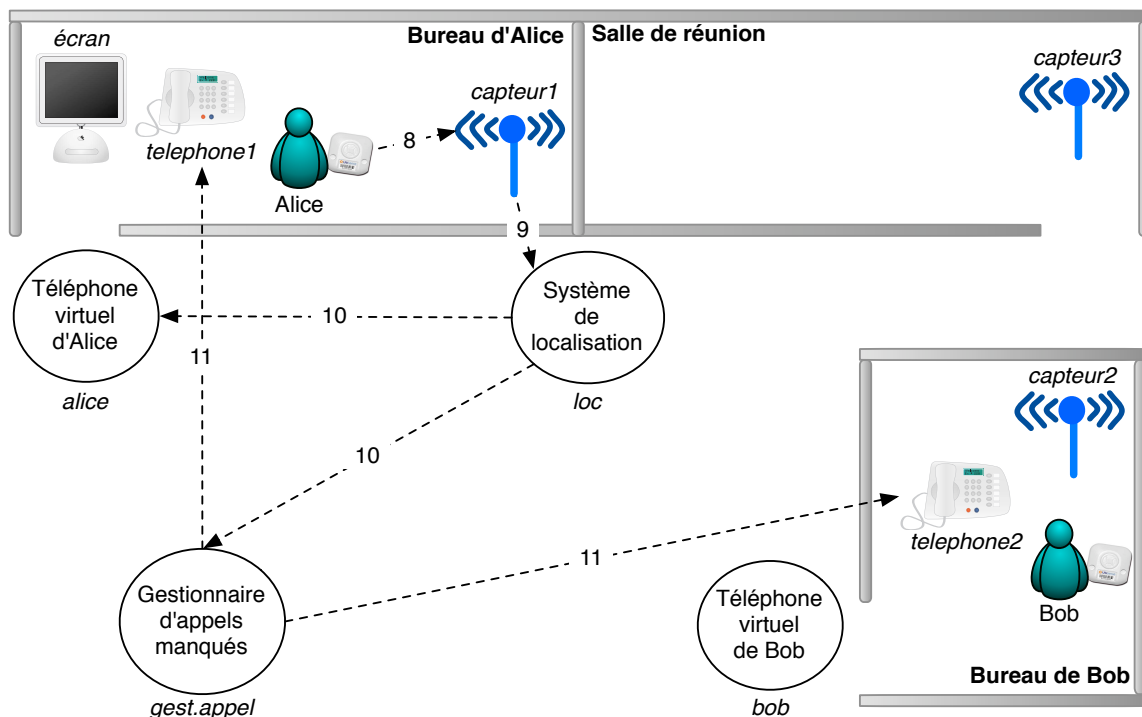 écran
Bureau d'Alice
Salle de réunion
capteur3
capteur1
telephone1
8
Alice
9
Téléphone
virtuel
d'Alice
10
Système
de
localisation
11
alice
loc
capteur2
10
telephone2
11
Gestionnaire
d'appels
manqués
Téléphone
virtuel
de Bob
Bob
Bureau de Bob
gest.appel
bob